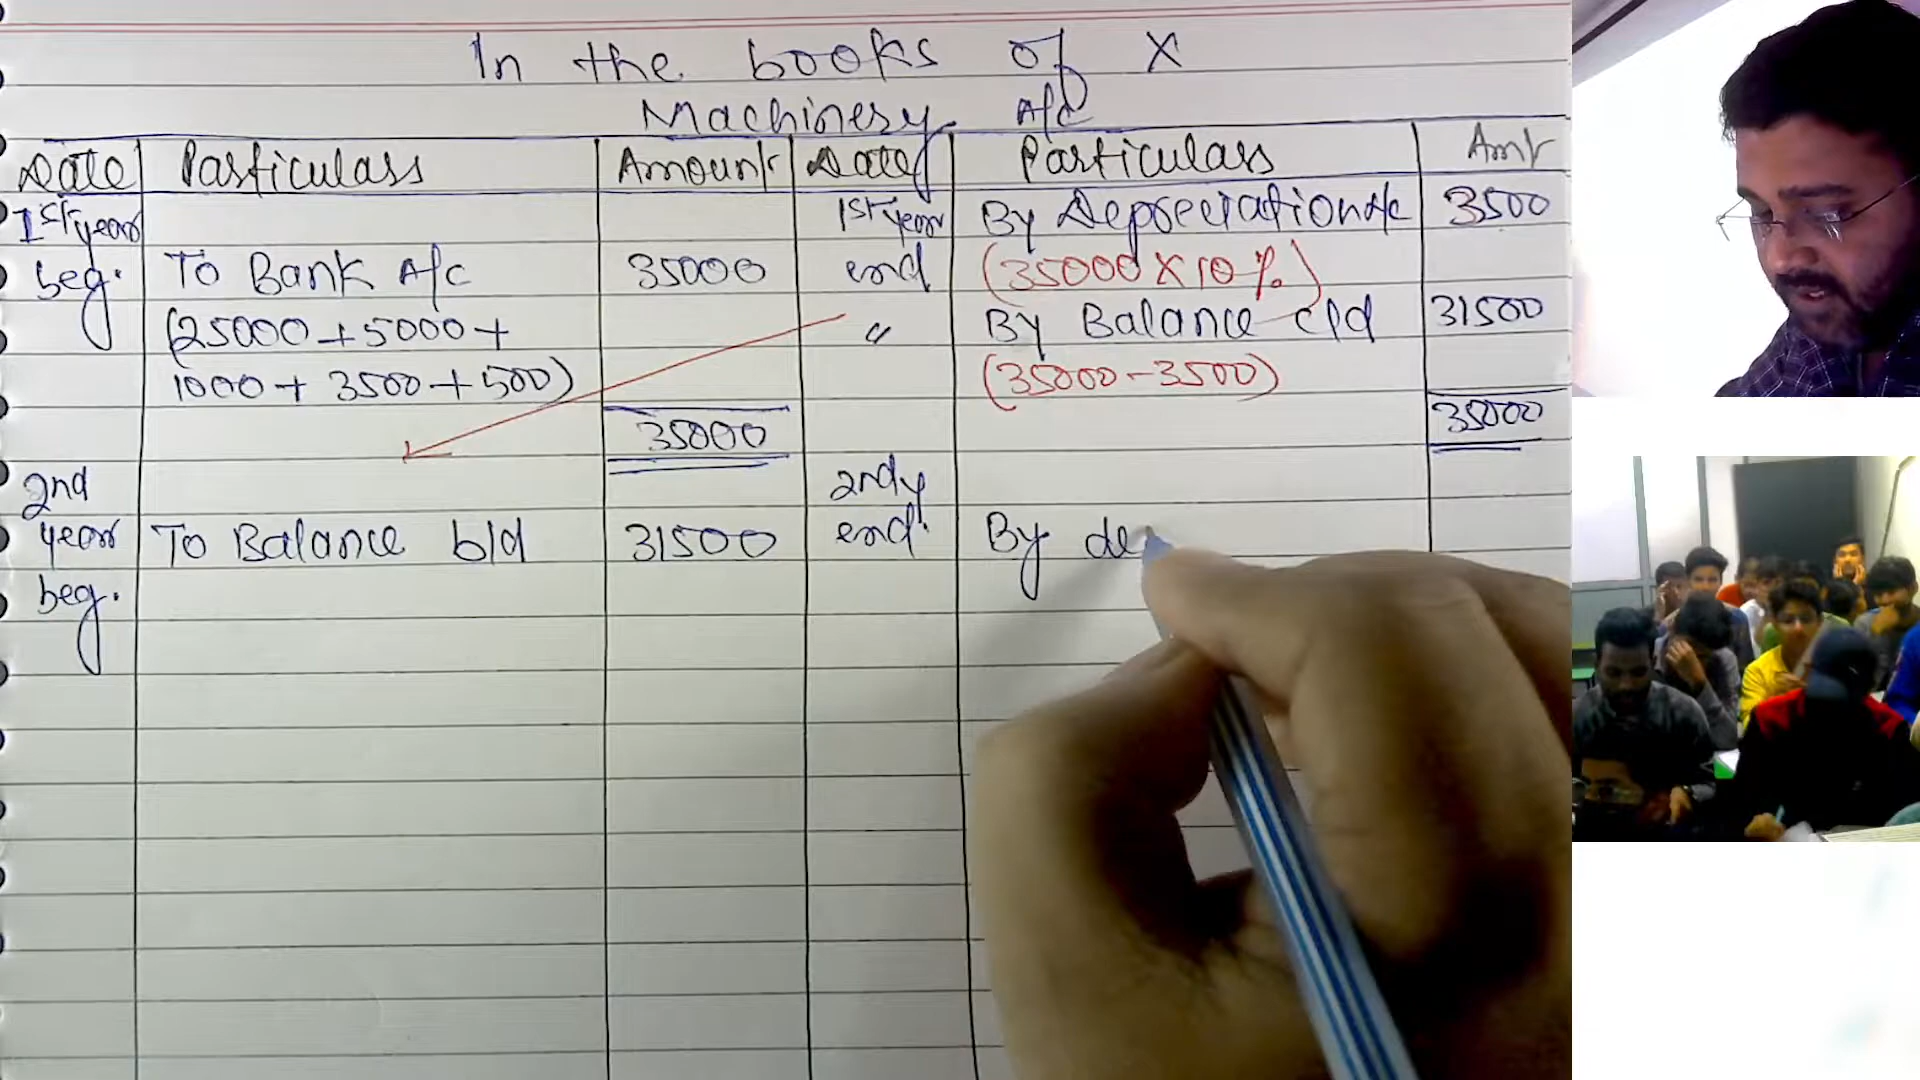 In the books of X
Machinery A/c
Date Particulars Amount Date Particulars Amt
1st year 1st year By Depreciation A/c 3500
beg. To Bank A/c 35000 end (35000 X 10%)
(25000+5000+ " By Balance c/d 31500
1000+3500+500) (35000-3500)
35000 35000
2nd 2nd y
year To Balance b/d 31500 end. By de
beg.